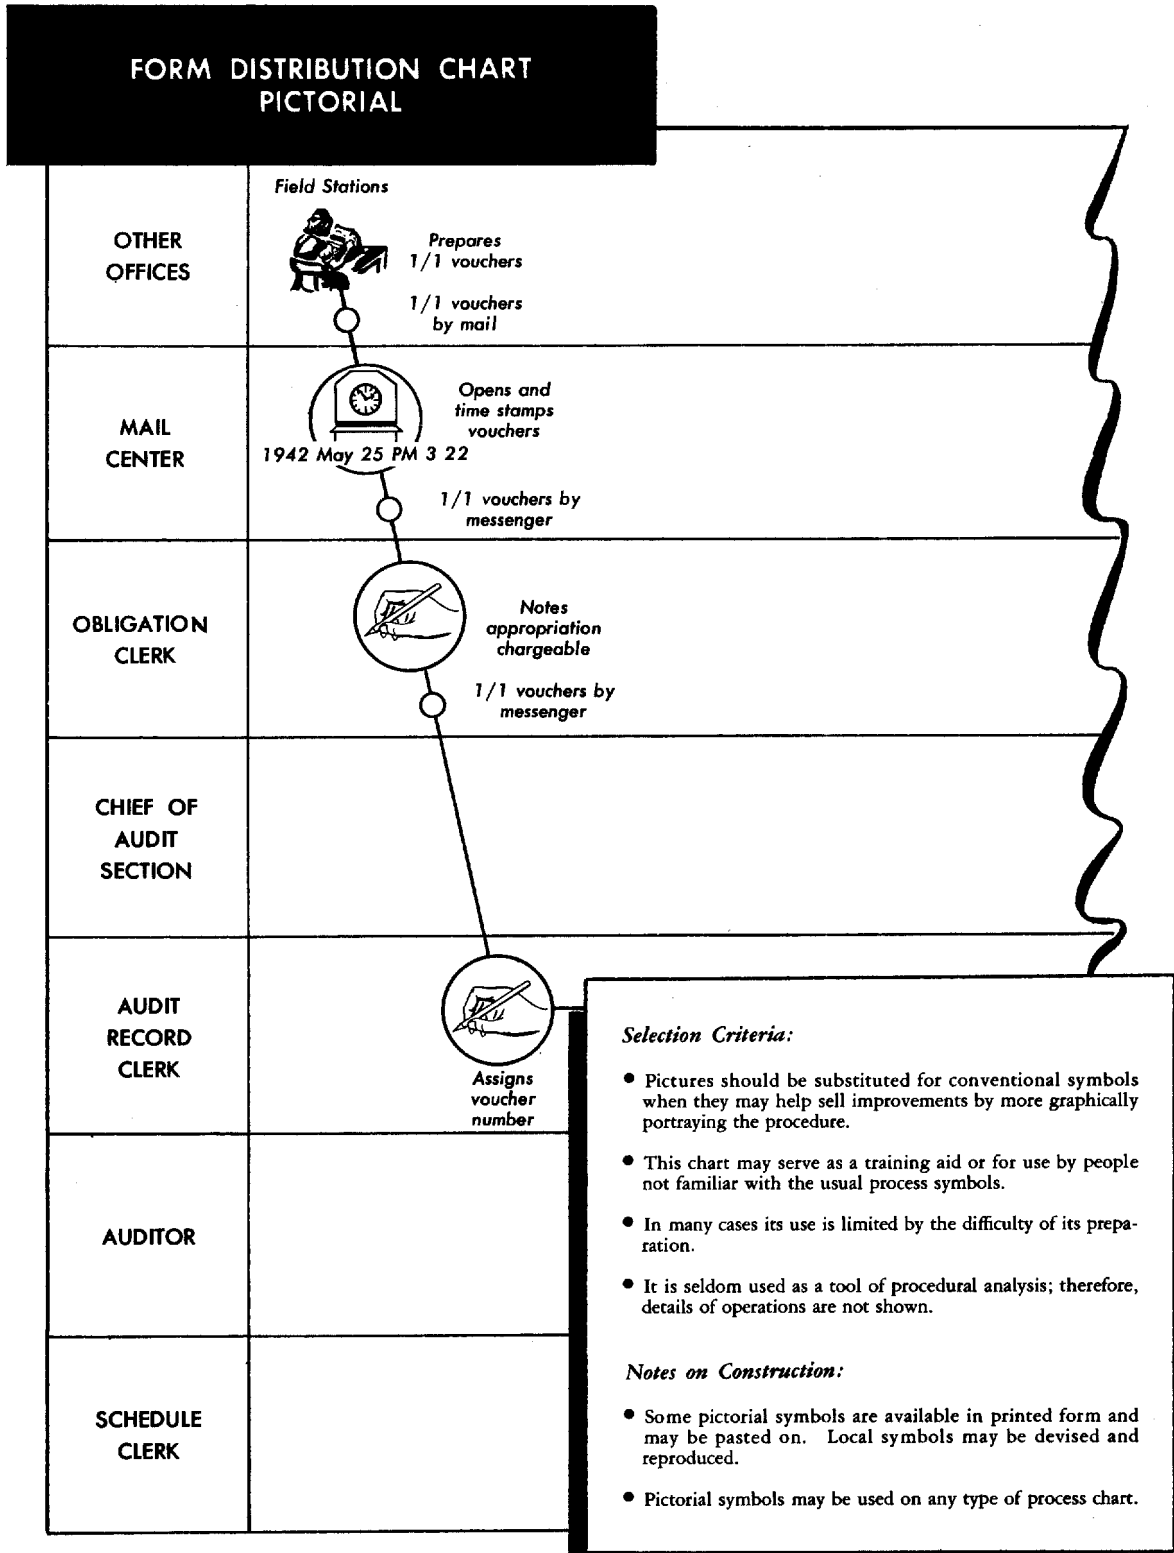 FORM DISTRIBUTION CHART
PICTORIAL
OTHER
OFFICES
Field Stations
Prepares
1/1 vouchers
1/1 vouchers
by mail
MAIL
CENTER
Opens and
time stamps
vouchers
1942 May 25 PM 3 22
1/1 vouchers by
messenger
OBLIGATION
CLERK
Notes
appropriation
chargeable
1/1 vouchers by
messenger
CHIEF OF
AUDIT
SECTION
AUDIT
RECORD
CLERK
Assigns
voucher
number
AUDITOR
SCHEDULE
CLERK
Selection Criteria:
• Pictures should be substituted for conventional symbols
when they may help sell improvements by more graphically
portraying the procedure.
• This chart may serve as a training aid or for use by people
not familiar with the usual process symbols.
• In many cases its use is limited by the difficulty of its prepa-
ration.
• It is seldom used as a tool of procedural analysis; therefore,
details of operations are not shown.
Notes on Construction:
• Some pictorial symbols are available in printed form and
may be pasted on. Local symbols may be devised and
reproduced.
• Pictorial symbols may be used on any type of process chart.